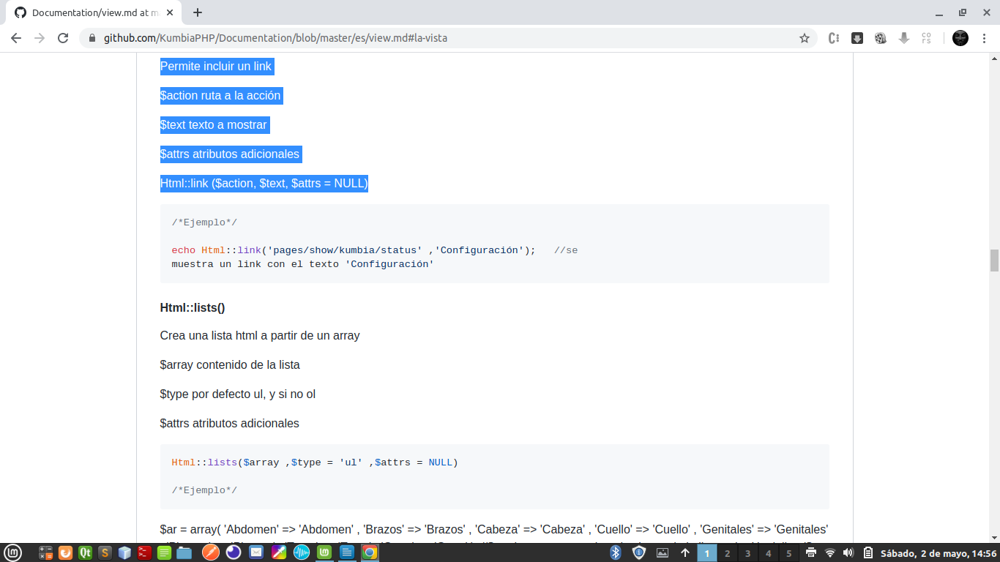 Documentation/view.md at m
github.com/KumbiaPHP/Documentation/blob/master/es/view.md#la-vista
co
rs
Permite incluir un link
$action ruta a la acción
$text texto a mostrar
$attrs atributos adicionales
Html::link ($action, $text, $attrs = NULL)
/*Ejemplo*/
echo Html::link('pages/show/kumbia/status' ,'Configuración');   //se
muestra un link con el texto 'Configuración'
Html::lists()
Crea una lista html a partir de un array
$array contenido de la lista
$type por defecto ul, y si no ol
$attrs atributos adicionales
Html::lists($array ,$type = 'ul' ,$attrs = NULL)
/*Ejemplo*/
$ar = array( 'Abdomen' => 'Abdomen' , 'Brazos' => 'Brazos' , 'Cabeza' => 'Cabeza' , 'Cuello' => 'Cuello' , 'Genitales' => 'Genitales'
Qt
S
1
2
3
4
5
Sábado, 2 de mayo, 14:56